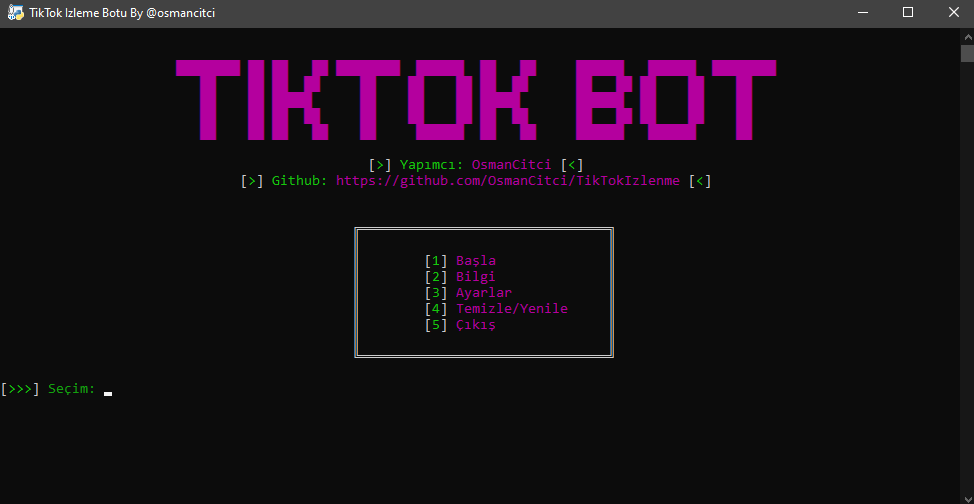 TikTok Izleme Botu By @osmancitci
TIKTOK BOT
[>] Yapımcı: OsmanCitci [<]
[>] Github: https://github.com/OsmanCitci/TikTokIzlenme [<]
[1] Başla
[2] Bilgi
[3] Ayarlar
[4] Temizle/Yenile
[5] Çıkış
[>>>] Seçim: